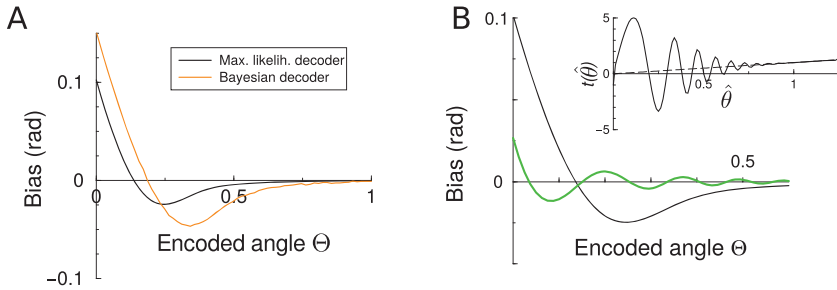 A
Max. likelih. decoder
Bayesian decoder
0.1
0
−0.1
Bias (rad)
0
0.5
1
Encoded angle Θ
B
0.1
0
Bias (rad)
0.5
Encoded angle Θ
5
0
−5
t(θ̂)
0.5
1
θ̂